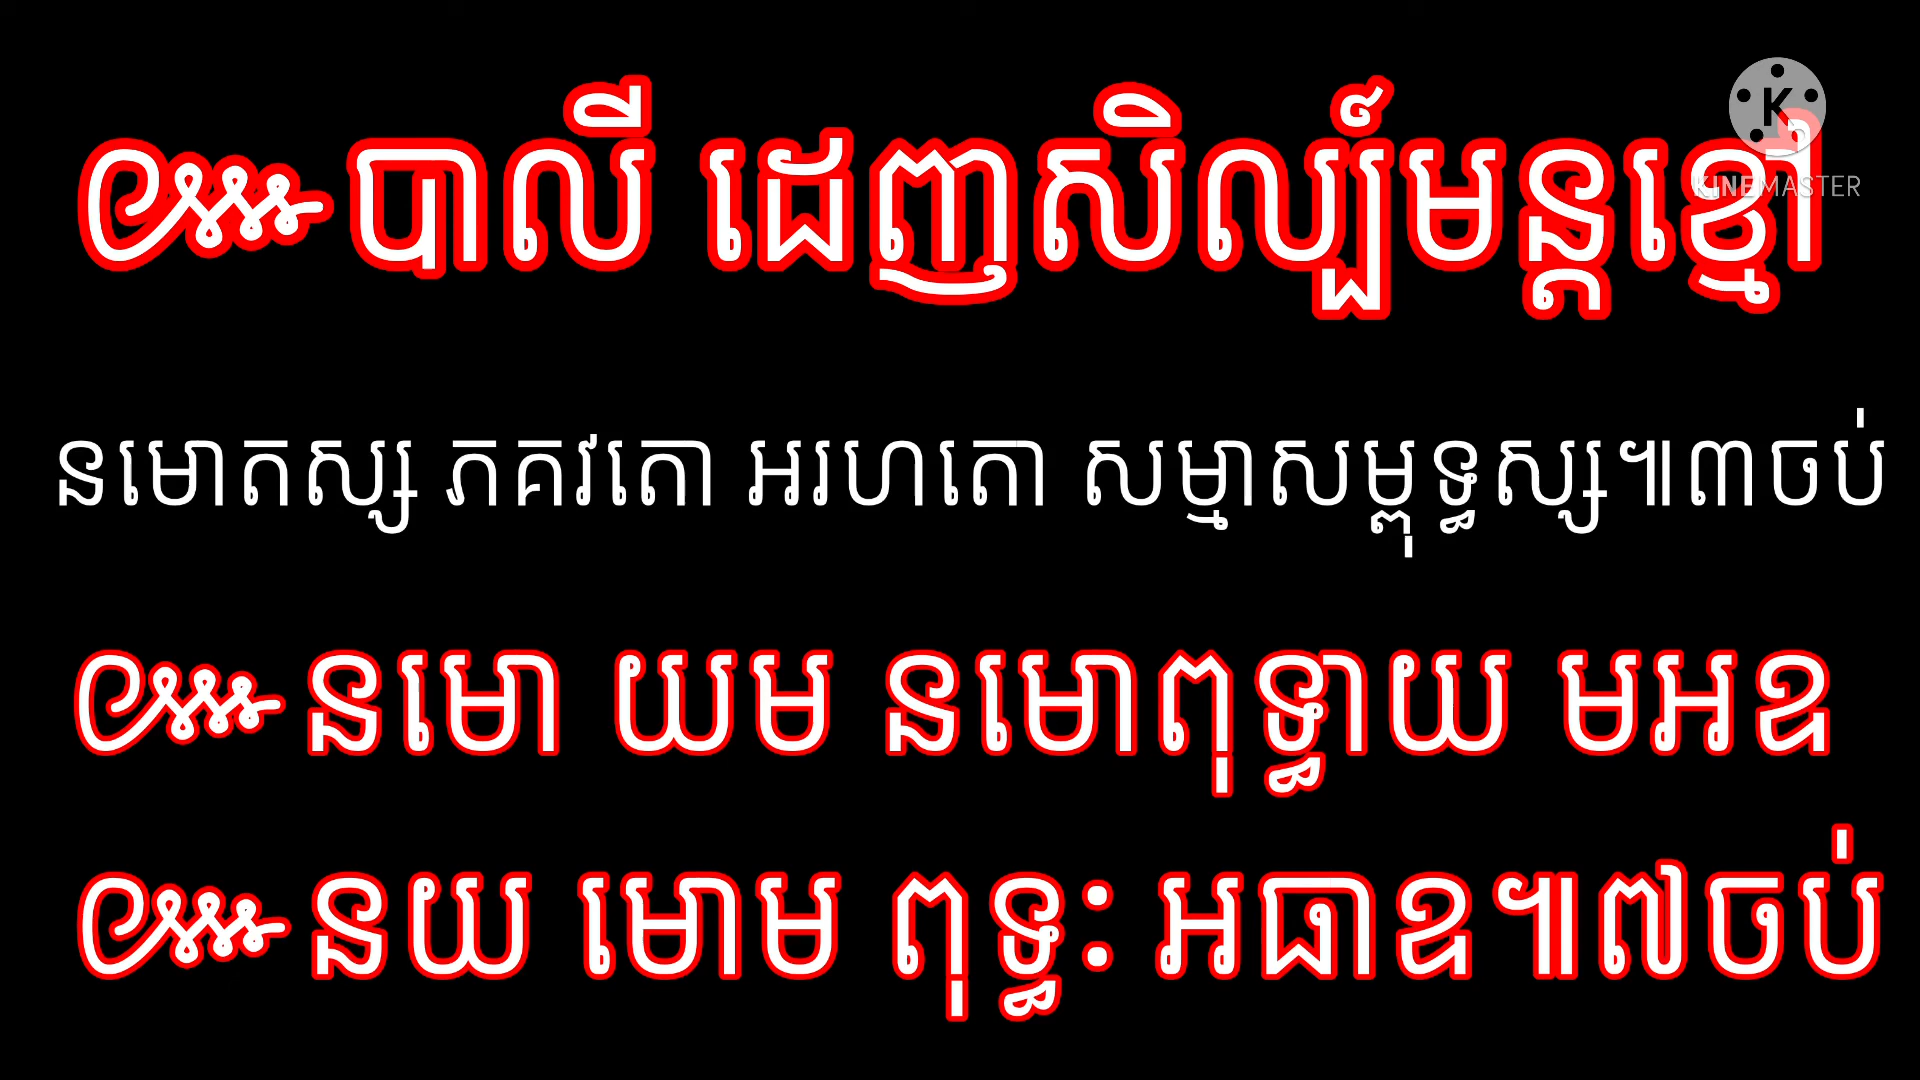 ៚បាលី ដេញសិល្ប៍មន្តខ្មៅ
KINEMASTER
នមោតស្ស ភគវតោ អរហតោ សម្មាសម្ពុទ្ធស្ស៕៣ចប់
៚នមោ យម នមោពុទ្ធាយ មអឧ
៚នយ មោម ពុទ្ធៈ អធាឧ៕៧ចប់